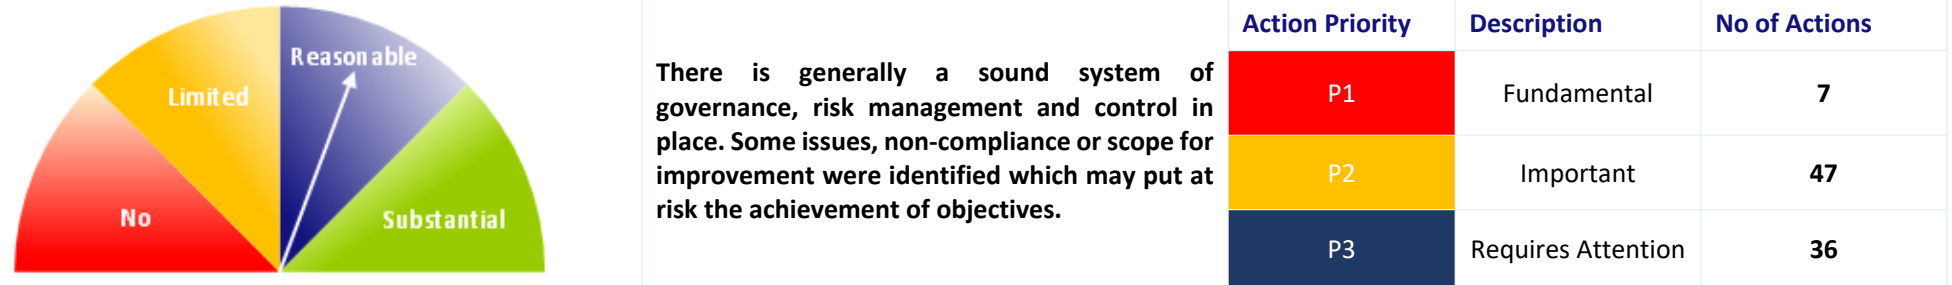 Reasonable
Limited
No
Substantial
There is generally a sound system of
governance, risk management and control in
place. Some issues, non-compliance or scope for
improvement were identified which may put at
risk the achievement of objectives.
Action Priority Description No of Actions
P1 Fundamental 7
P2 Important 47
P3 Requires Attention 36